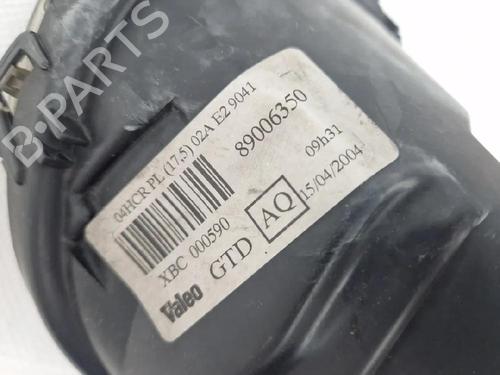 B-PARTS
04HCR PL (17,5) 02A E2 9041
89006350
XBC 000590
09h31
GTD AQ 15/04/2004
Valeo